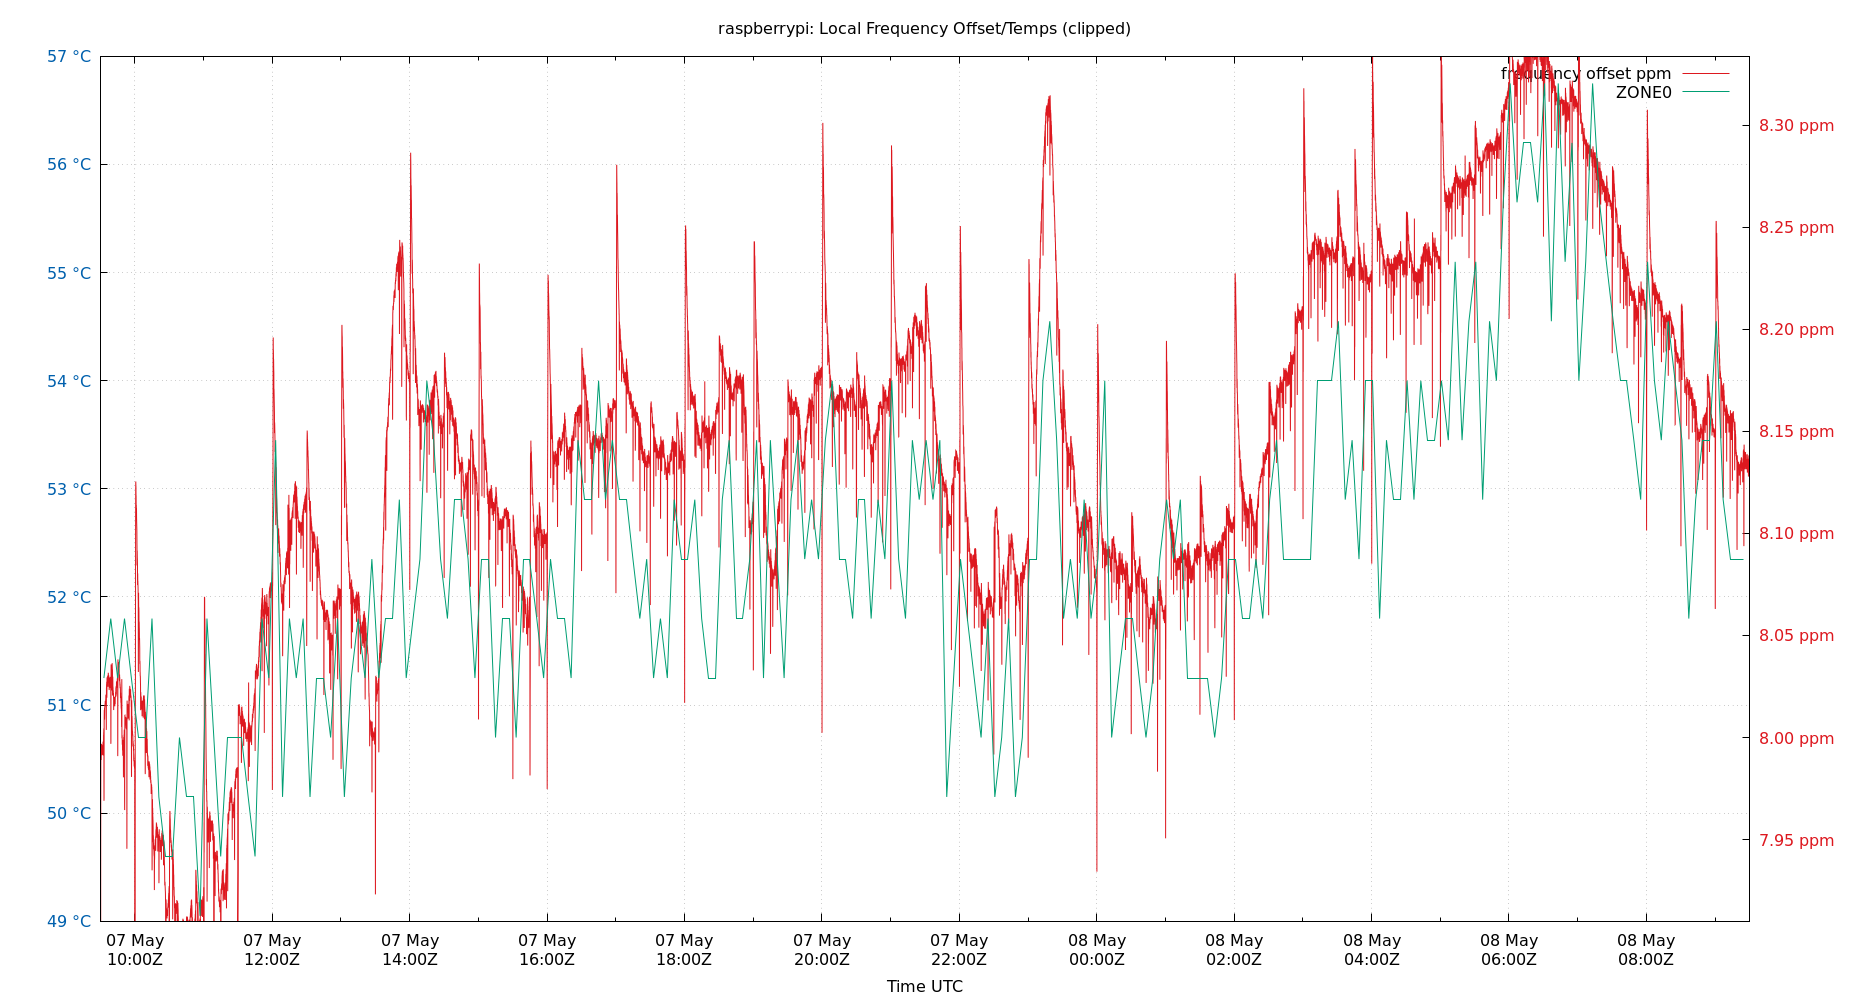 raspberrypi: Local Frequency Offset/Temps (clipped)
frequency offset ppm
ZONE0
57 °C
56 °C
55 °C
54 °C
53 °C
52 °C
51 °C
50 °C
49 °C
8.30 ppm
8.25 ppm
8.20 ppm
8.15 ppm
8.10 ppm
8.05 ppm
8.00 ppm
7.95 ppm
07 May 07 May 07 May 07 May 07 May 07 May 07 May 08 May 08 May 08 May 08 May 08 May
10:00Z 12:00Z 14:00Z 16:00Z 18:00Z 20:00Z 22:00Z 00:00Z 02:00Z 04:00Z 06:00Z 08:00Z
Time UTC